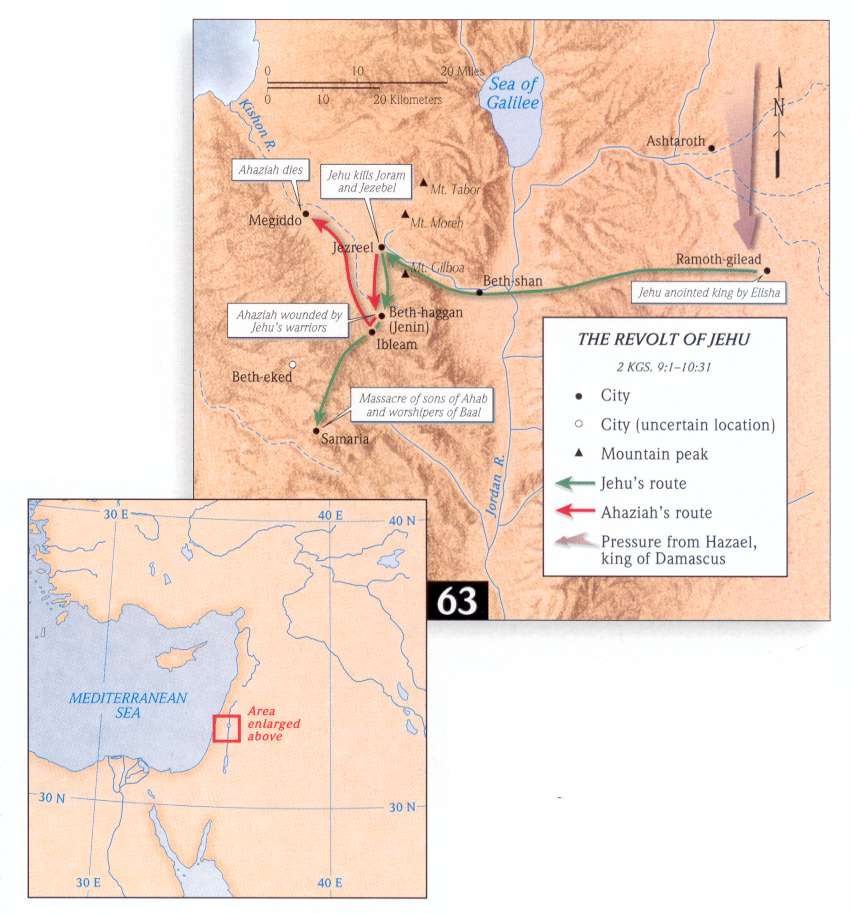 0 10 20 Miles
0 10 20 Kilometers
Sea of
Galilee
Kishon R.
Ashtaroth
N
Ahaziah dies
Jehu kills Joram
and Jezebel
Mt. Tabor
Megiddo
Mt. Moreh
Jezreel
Mt. Gilboa
Ramoth-gilead
Beth-shan
Jehu anointed king by Elisha
Ahaziah wounded by
Jehu's warriors
Beth-haggan
(Jenin)
Ibleam
Beth-eked
Massacre of sons of Ahab
and worshipers of Baal
Samaria
Jordan R.
THE REVOLT OF JEHU
2 KGS. 9:1–10:31
City
City (uncertain location)
Mountain peak
Jehu's route
Ahaziah's route
Pressure from Hazael,
king of Damascus
63
30 E
40 E
40 N
MEDITERRANEAN
SEA
Area
enlarged
above
30 N
30 N
30 E
40 E